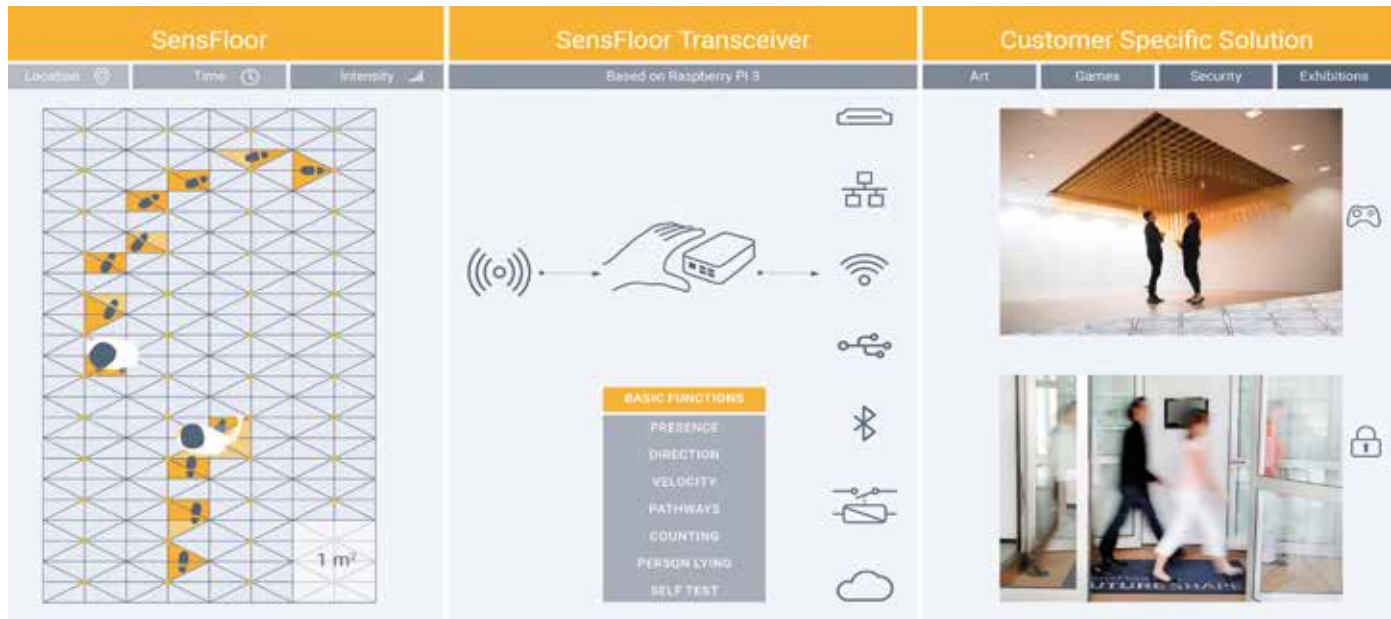 SensFloor
SensFloor Transceiver
Customer Specific Solution
Location
Time
Intensity
Based on Raspberry Pi 3
Art
Games
Security
Exhibitions
1 m²
BASIC FUNCTIONS
PRESENCE
DIRECTION
VELOCITY
PATHWAYS
COUNTING
PERSON LYING
SELF TEST
UTURE SHAPE